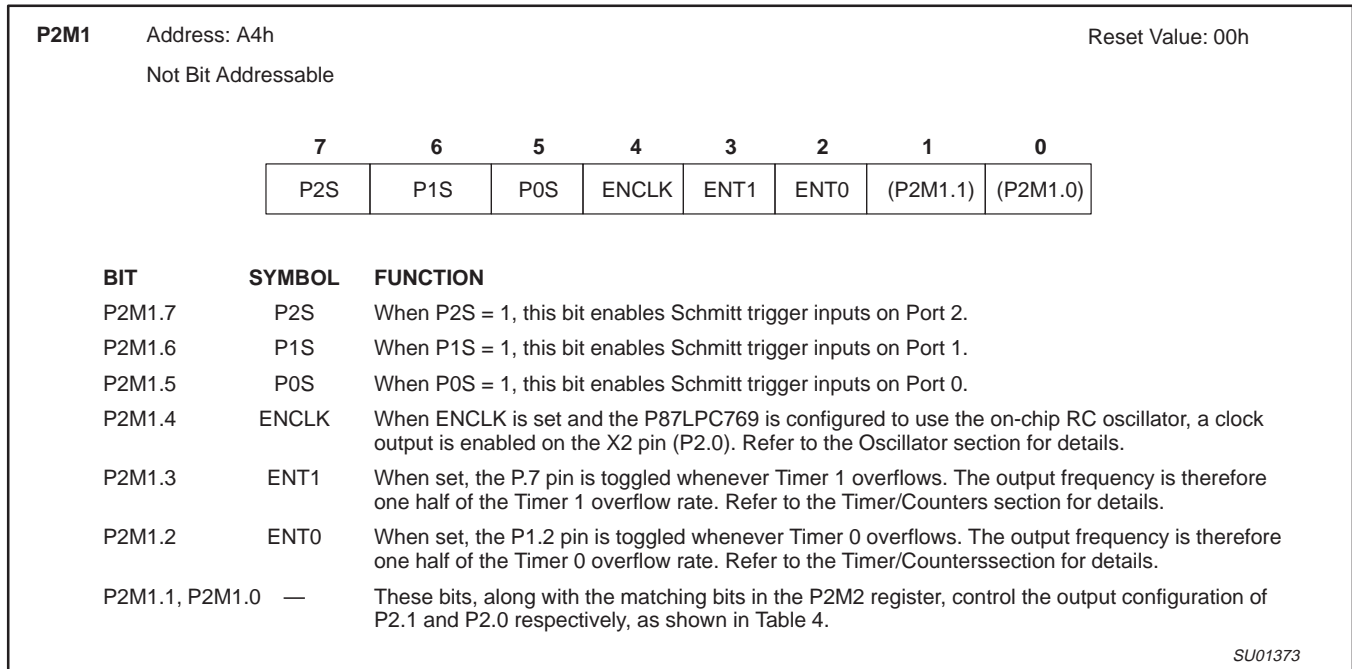 P2M1 Address: A4h Reset Value: 00h
Not Bit Addressable
7 6 5 4 3 2 1 0
P2S P1S P0S ENCLK ENT1 ENT0 (P2M1.1) (P2M1.0)
BIT SYMBOL FUNCTION
P2M1.7 P2S When P2S = 1, this bit enables Schmitt trigger inputs on Port 2.
P2M1.6 P1S When P1S = 1, this bit enables Schmitt trigger inputs on Port 1.
P2M1.5 P0S When P0S = 1, this bit enables Schmitt trigger inputs on Port 0.
P2M1.4 ENCLK When ENCLK is set and the P87LPC769 is configured to use the on-chip RC oscillator, a clock
output is enabled on the X2 pin (P2.0). Refer to the Oscillator section for details.
P2M1.3 ENT1 When set, the P.7 pin is toggled whenever Timer 1 overflows. The output frequency is therefore
one half of the Timer 1 overflow rate. Refer to the Timer/Counters section for details.
P2M1.2 ENT0 When set, the P1.2 pin is toggled whenever Timer 0 overflows. The output frequency is therefore
one half of the Timer 0 overflow rate. Refer to the Timer/Counterssection for details.
P2M1.1, P2M1.0 — These bits, along with the matching bits in the P2M2 register, control the output configuration of
P2.1 and P2.0 respectively, as shown in Table 4.
SU01373